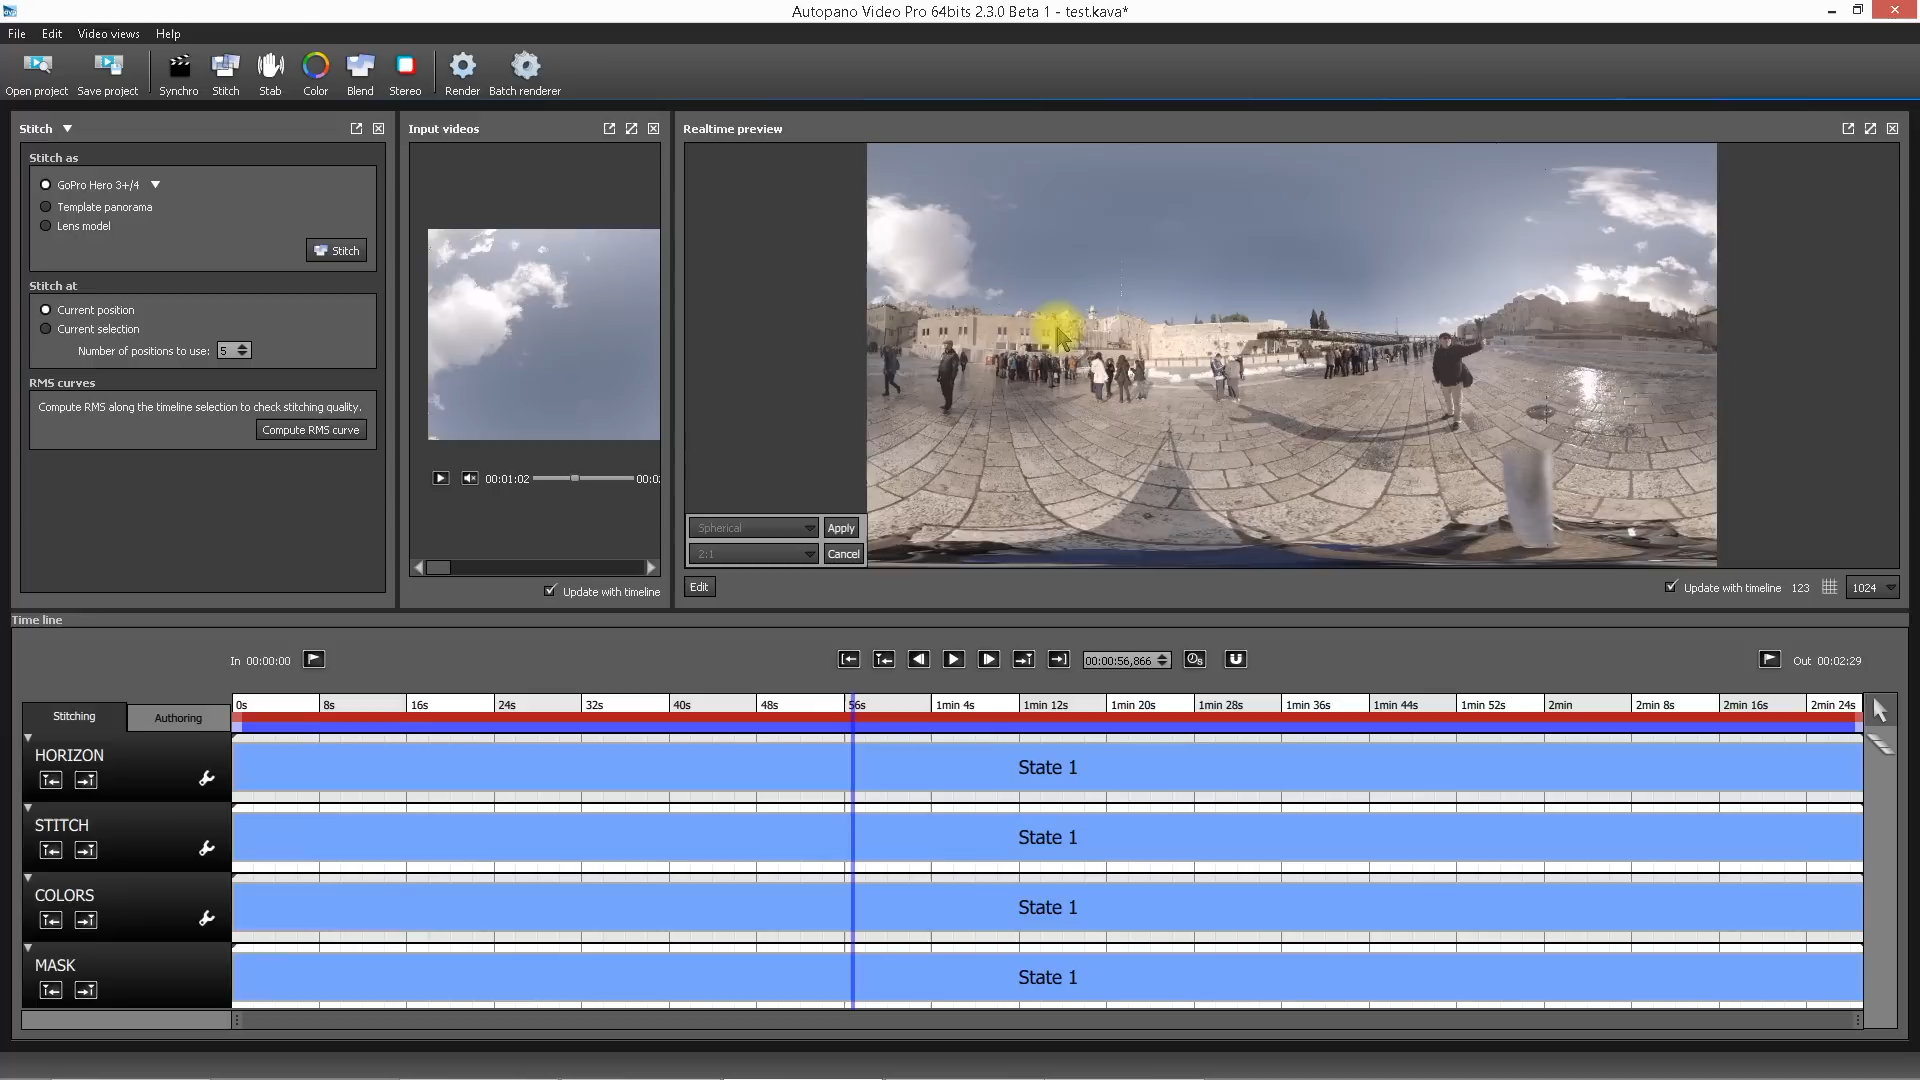 Autopano Video Pro 64bits 2.3.0 Beta 1 - test.kava*
File Edit Video views Help
Open project Save project Synchro Stitch Stab Color Blend Stereo Render Batch renderer
Stitch
Stitch as
GoPro Hero 3+/4
Template panorama
Lens model
Stitch
Stitch at
Current position
Current selection
Number of positions to use: 5
RMS curves
Compute RMS along the timeline selection to check stitching quality.
Compute RMS curve
Input videos
00:01:02 00:0
Update with timeline
Realtime preview
Spherical Apply
2:1 Cancel
Edit
Update with timeline 123 1024
Time line
In 00:00:00
00:00:56,866
Out 00:02:29
Stitching Authoring
0s 8s 16s 24s 32s 40s 48s 56s 1min 4s 1min 12s 1min 20s 1min 28s 1min 36s 1min 44s 1min 52s 2min 2min 8s 2min 16s 2min 24s
HORIZON State 1
STITCH State 1
COLORS State 1
MASK State 1